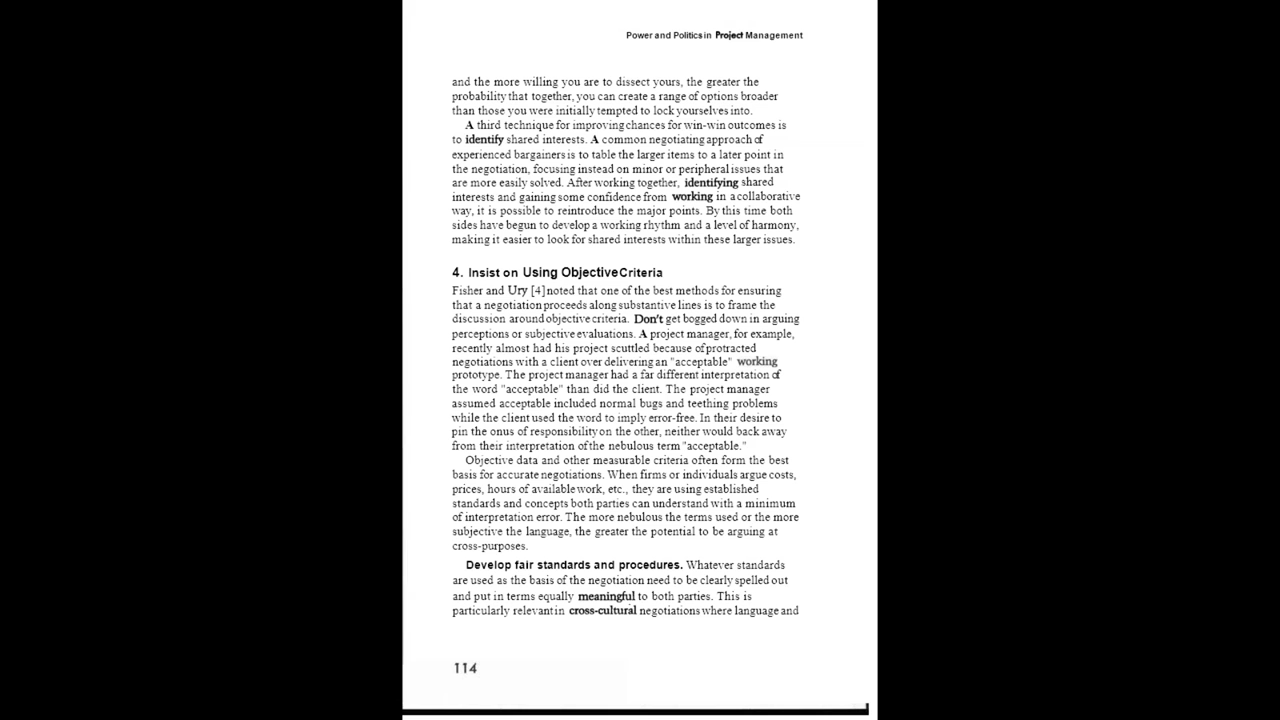 Power and Politics in Project Management
and the more willing you are to dissect yours, the greater the
probability that together, you can create a range of options broader
than those you were initially tempted to lock yourselves into.
A third technique for improving chances for win-win outcomes is
to identify shared interests. A common negotiating approach of
experienced bargainers is to table the larger items to a later point in
the negotiation, focusing instead on minor or peripheral issues that
are more easily solved. After working together, identifying shared
interests and gaining some confidence from working in a collaborative
way, it is possible to reintroduce the major points. By this time both
sides have begun to develop a working rhythm and a level of harmony,
making it easier to look for shared interests within these larger issues.
4. Insist on Using Objective Criteria
Fisher and Ury [4] noted that one of the best methods for ensuring
that a negotiation proceeds along substantive lines is to frame the
discussion around objective criteria. Don't get bogged down in arguing
perceptions or subjective evaluations. A project manager, for example,
recently almost had his project scuttled because of protracted
negotiations with a client over delivering an "acceptable" working
prototype. The project manager had a far different interpretation of
the word "acceptable" than did the client. The project manager
assumed acceptable included normal bugs and teething problems
while the client used the word to imply error-free. In their desire to
pin the onus of responsibility on the other, neither would back away
from their interpretation of the nebulous term "acceptable."
Objective data and other measurable criteria often form the best
basis for accurate negotiations. When firms or individuals argue costs,
prices, hours of available work, etc., they are using established
standards and concepts both parties can understand with a minimum
of interpretation error. The more nebulous the terms used or the more
subjective the language, the greater the potential to be arguing at
cross-purposes.
Develop fair standards and procedures. Whatever standards
are used as the basis of the negotiation need to be clearly spelled out
and put in terms equally meaningful to both parties. This is
particularly relevant in cross-cultural negotiations where language and
114